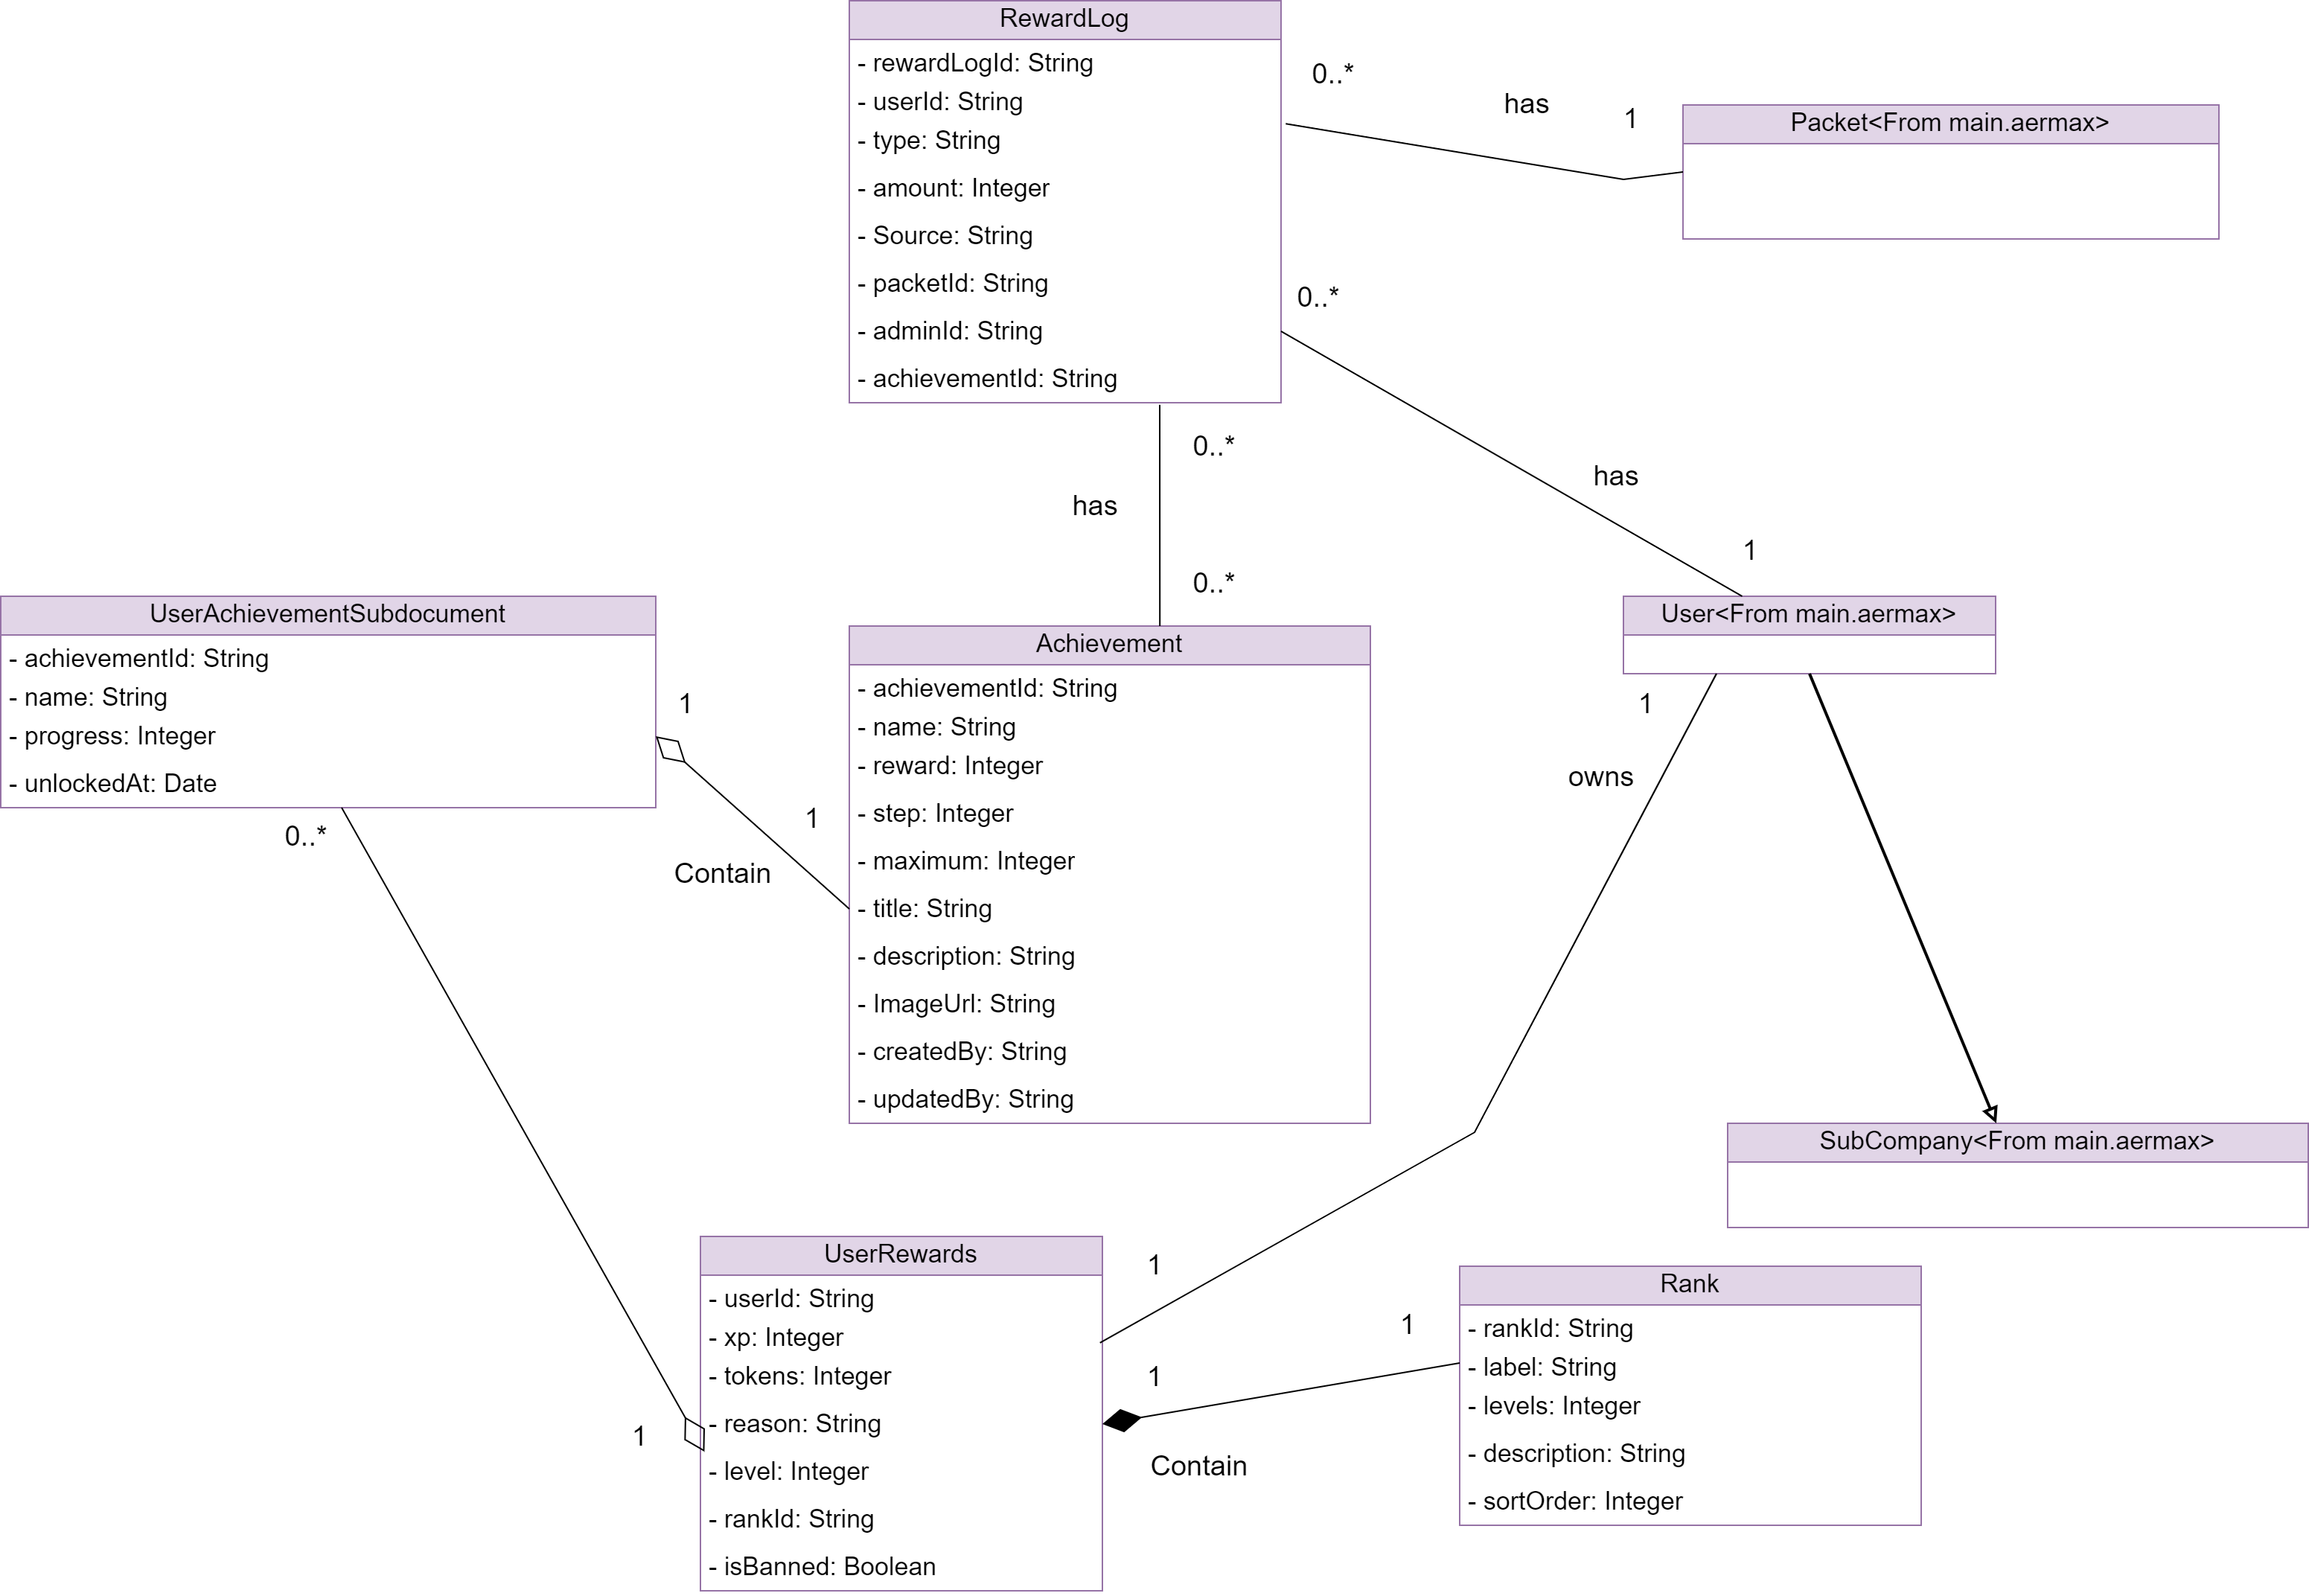 RewardLog
- rewardLogId: String
- userId: String
- type: String
- amount: Integer
- Source: String
- packetId: String
- adminId: String
- achievementId: String
0..*
has
1
Packet<From main.aermax>
0..*
has
1
0..*
has
0..*
UserAchievementSubdocument
- achievementId: String
- name: String
- progress: Integer
- unlockedAt: Date
1
1
Contain
0..*
1
Achievement
- achievementId: String
- name: String
- reward: Integer
- step: Integer
- maximum: Integer
- title: String
- description: String
- ImageUrl: String
- createdBy: String
- updatedBy: String
User<From main.aermax>
1
owns
1
SubCompany<From main.aermax>
UserRewards
- userId: String
- xp: Integer
- tokens: Integer
- reason: String
- level: Integer
- rankId: String
- isBanned: Boolean
1
1
Contain
Rank
- rankId: String
- label: String
- levels: Integer
- description: String
- sortOrder: Integer